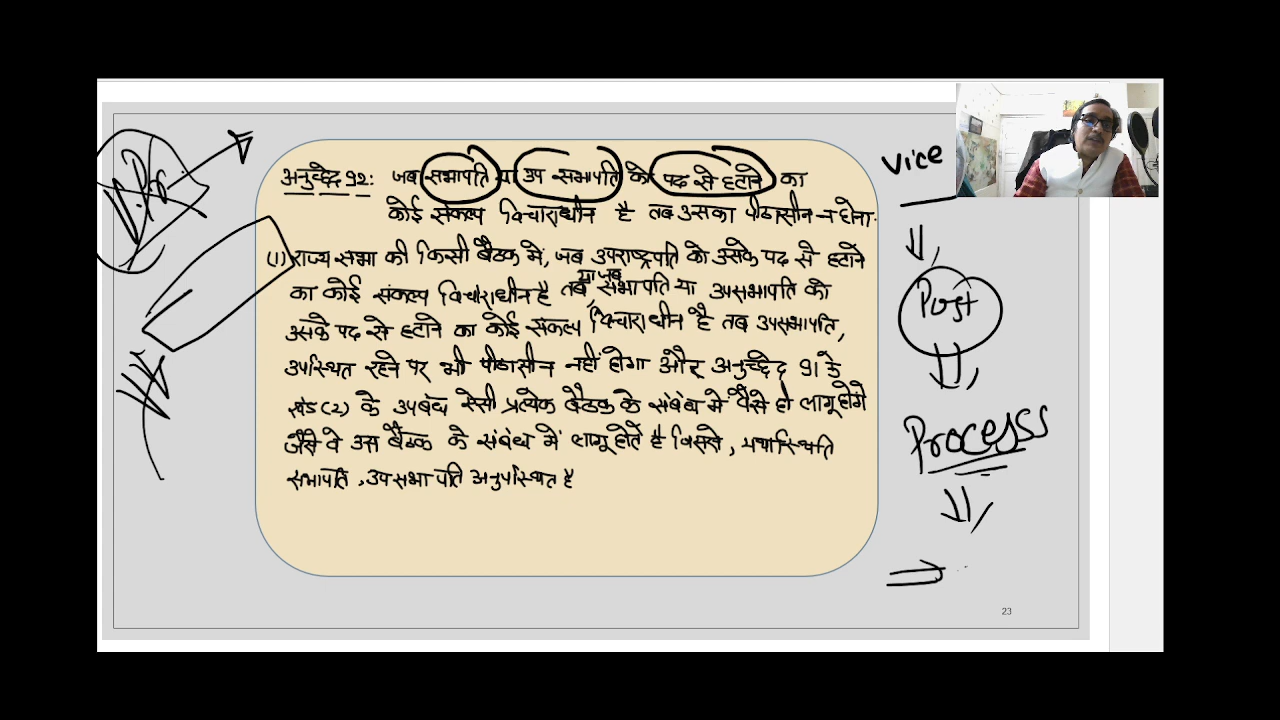 अनुच्छेद 92: जब सभापति या उप सभापति को पद से हटाने का
कोई संकल्प विचाराधीन है तब उसका पीठासीन न होना.
(1) राज्य सभा की किसी बैठक में, जब उपराष्ट्रपति को उसके पद से हटाने
का कोई संकल्प विचाराधीन है तब सभापति या उपसभापति को
या जब
उसके पद से हटाने का कोई संकल्प विचाराधीन है तब उपसभापति,
उपस्थित रहने पर भी पीठासीन नहीं होगा और अनुच्छेद 91 के
खंड (2) के उपबंध ऐसी प्रत्येक बैठक के संबंध में वैसे ही लागू होंगे
जैसे वे उस बैठक के संबंध में लागू होते है जिससे, यथास्थिति
सभापति, उपसभापति अनुपस्थित है
Vice
Post
Process
23